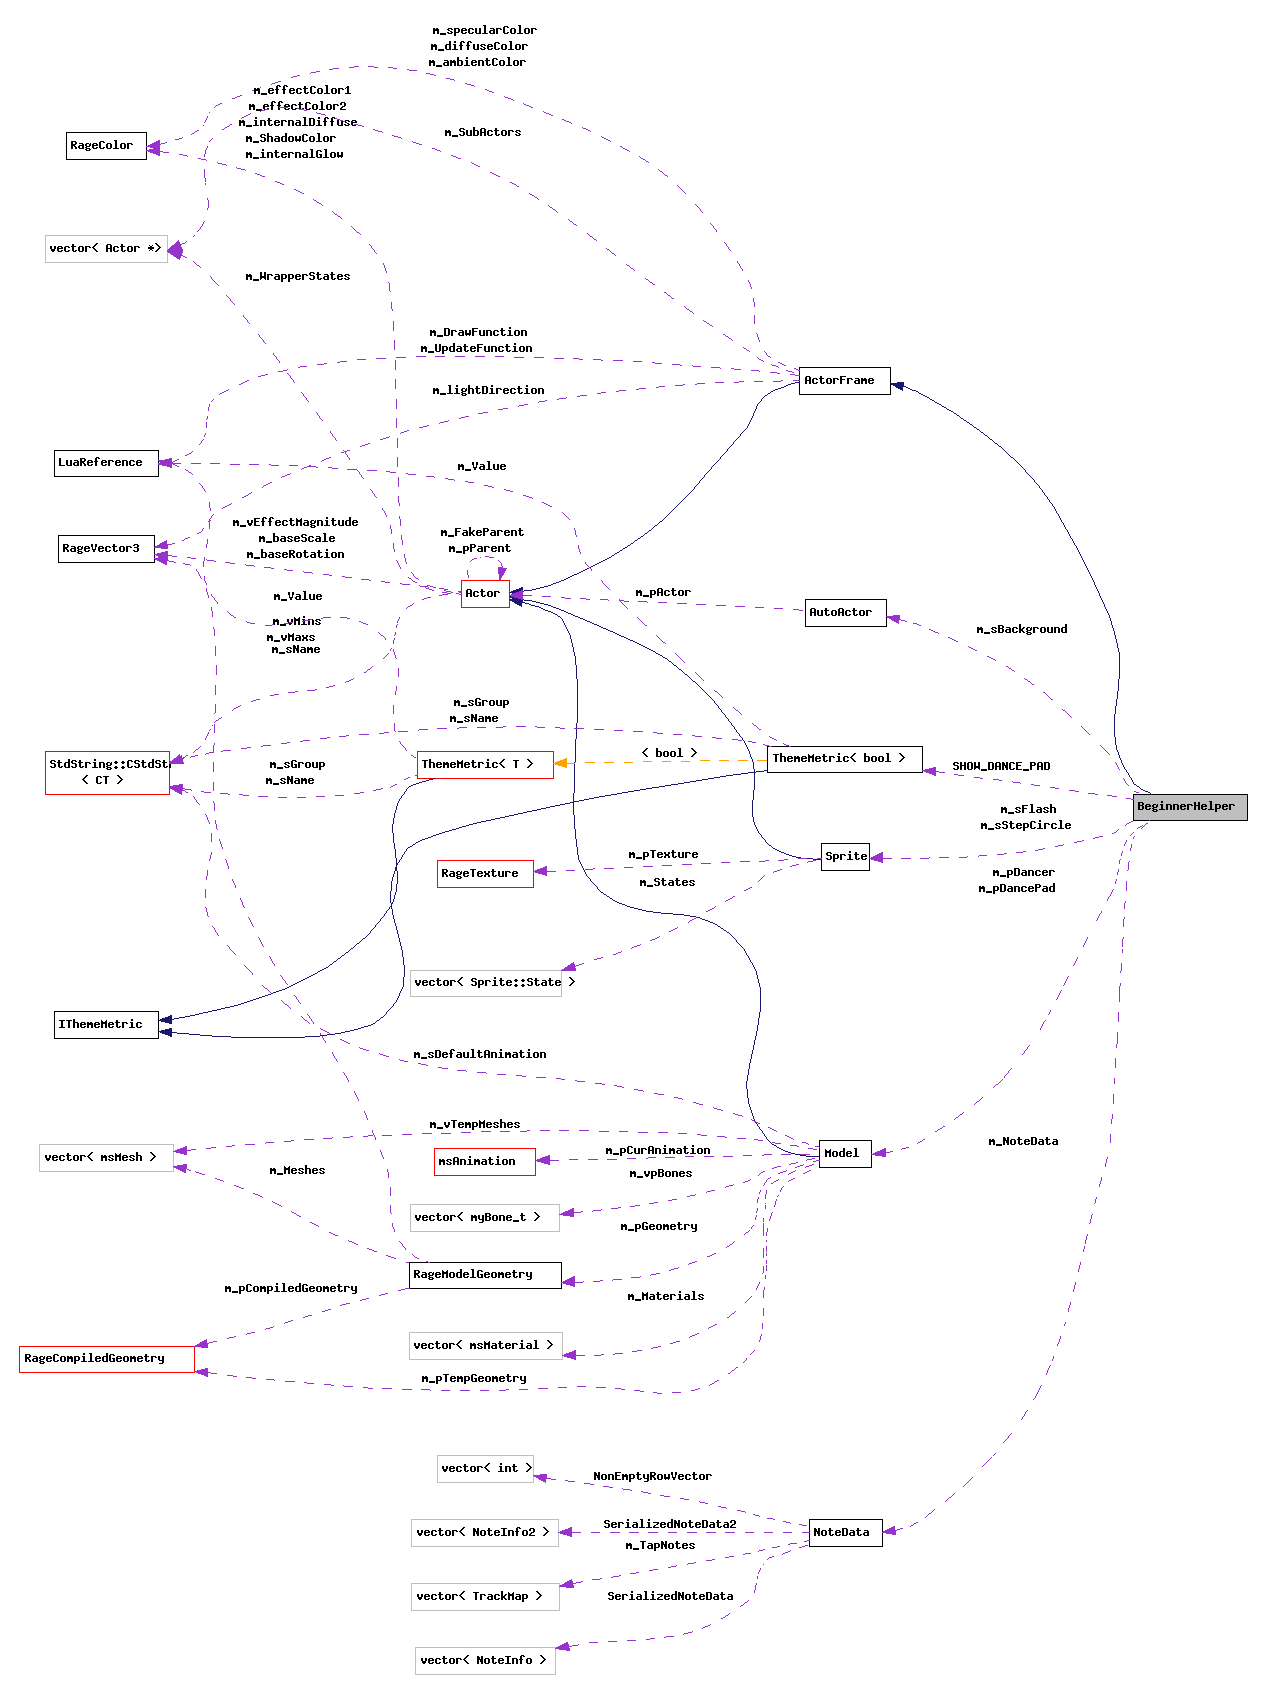 m_specularColor
m_diffuseColor
m_ambientColor
m_effectColor1
m_effectColor2
m_internalDiffuse
m_ShadowColor
m_internalGlow
m_SubActors
RageColor
vector< Actor *>
m_WrapperStates
m_DrawFunction
m_UpdateFunction
ActorFrame
m_lightDirection
LuaReference
m_Value
m_vEffectMagnitude
m_baseScale
m_baseRotation
m_FakeParent
m_pParent
RageVector3
Actor
m_pActor
AutoActor
m_Value
m_vMins
m_vMaxs
m_sName
m_sBackground
m_sGroup
m_sName
StdString::CStdStr
< CT >
m_sGroup
m_sName
ThemeMetric< T >
< bool >
ThemeMetric< bool >
SHOW_DANCE_PAD
BeginnerHelper
m_sFlash
m_sStepCircle
m_pTexture
Sprite
RageTexture
m_States
m_pDancer
m_pDancePad
vector< Sprite::State >
IThemeMetric
m_sDefaultAnimation
m_vTempMeshes
m_NoteData
vector< msMesh >
msAnimation
m_pCurAnimation
Model
m_Meshes
m_vpBones
vector< myBone_t >
m_pGeometry
RageModelGeometry
m_pCompiledGeometry
m_Materials
vector< msMaterial >
RageCompiledGeometry
m_pTempGeometry
vector< int >
NonEmptyRowVector
vector< NoteInfo2 >
SerializedNoteData2
NoteData
m_TapNotes
vector< TrackMap >
SerializedNoteData
vector< NoteInfo >